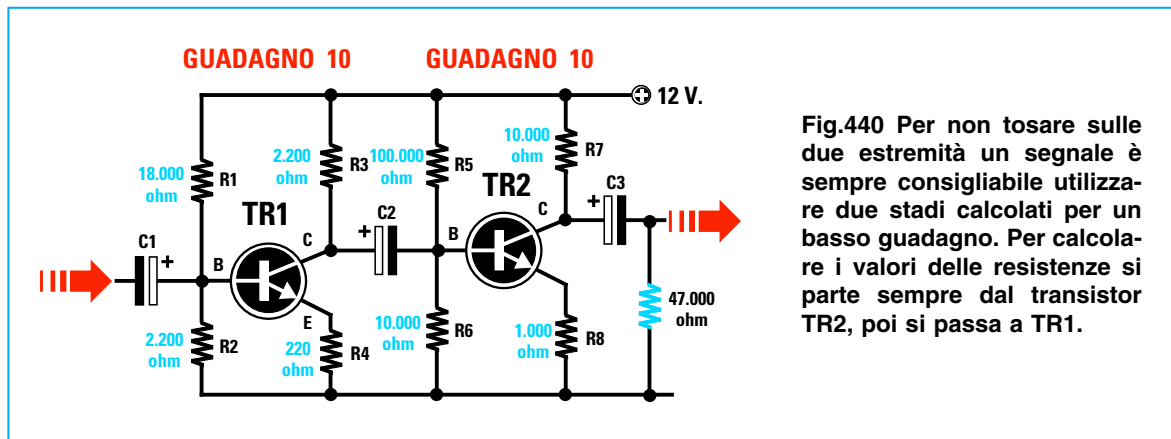 GUADAGNO 10
GUADAGNO 10
12 V.
18.000
ohm
R1
2.200
ohm
R3
100.000
ohm
R5
10.000
ohm
R7
TR1
TR2
C1
+
B
C
E
+
C2
B
C
+
C3
2.200
ohm
R2
220
ohm
R4
10.000
ohm
R6
1.000
ohm
R8
47.000
ohm
Fig.440 Per non tosare sulle
due estremità un segnale è
sempre consigliabile utilizza-
re due stadi calcolati per un
basso guadagno. Per calcola-
re i valori delle resistenze si
parte sempre dal transistor
TR2, poi si passa a TR1.